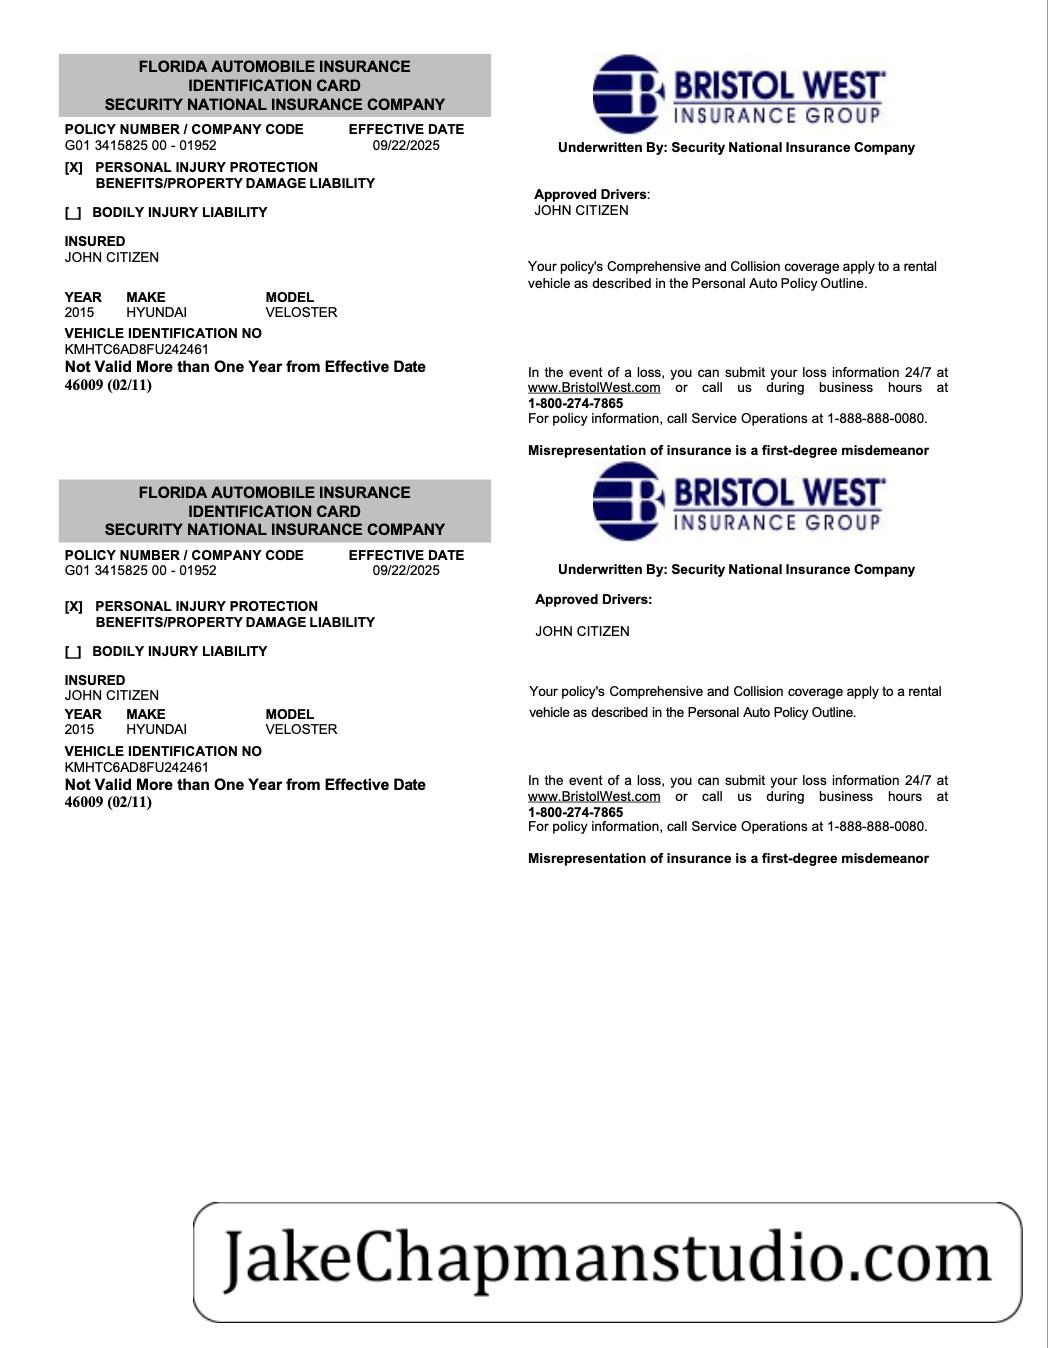 FLORIDA AUTOMOBILE INSURANCE
IDENTIFICATION CARD
SECURITY NATIONAL INSURANCE COMPANY
POLICY NUMBER / COMPANY CODE EFFECTIVE DATE
G01 3415825 00 - 01952 09/22/2025
[X] PERSONAL INJURY PROTECTION
BENEFITS/PROPERTY DAMAGE LIABILITY
[_] BODILY INJURY LIABILITY
INSURED
JOHN CITIZEN
YEAR MAKE MODEL
2015 HYUNDAI VELOSTER
VEHICLE IDENTIFICATION NO
KMHTC6AD8FU242461
Not Valid More than One Year from Effective Date
46009 (02/11)
BRISTOL WEST®
INSURANCE GROUP
Underwritten By: Security National Insurance Company
Approved Drivers:
JOHN CITIZEN
Your policy's Comprehensive and Collision coverage apply to a rental
vehicle as described in the Personal Auto Policy Outline.
In the event of a loss, you can submit your loss information 24/7 at
www.BristolWest.com or call us during business hours at
1-800-274-7865
For policy information, call Service Operations at 1-888-888-0080.
Misrepresentation of insurance is a first-degree misdemeanor
FLORIDA AUTOMOBILE INSURANCE
IDENTIFICATION CARD
SECURITY NATIONAL INSURANCE COMPANY
POLICY NUMBER / COMPANY CODE EFFECTIVE DATE
G01 3415825 00 - 01952 09/22/2025
[X] PERSONAL INJURY PROTECTION
BENEFITS/PROPERTY DAMAGE LIABILITY
[_] BODILY INJURY LIABILITY
INSURED
JOHN CITIZEN
YEAR MAKE MODEL
2015 HYUNDAI VELOSTER
VEHICLE IDENTIFICATION NO
KMHTC6AD8FU242461
Not Valid More than One Year from Effective Date
46009 (02/11)
BRISTOL WEST®
INSURANCE GROUP
Underwritten By: Security National Insurance Company
Approved Drivers:
JOHN CITIZEN
Your policy's Comprehensive and Collision coverage apply to a rental
vehicle as described in the Personal Auto Policy Outline.
In the event of a loss, you can submit your loss information 24/7 at
www.BristolWest.com or call us during business hours at
1-800-274-7865
For policy information, call Service Operations at 1-888-888-0080.
Misrepresentation of insurance is a first-degree misdemeanor
JakeChapmanstudio.com